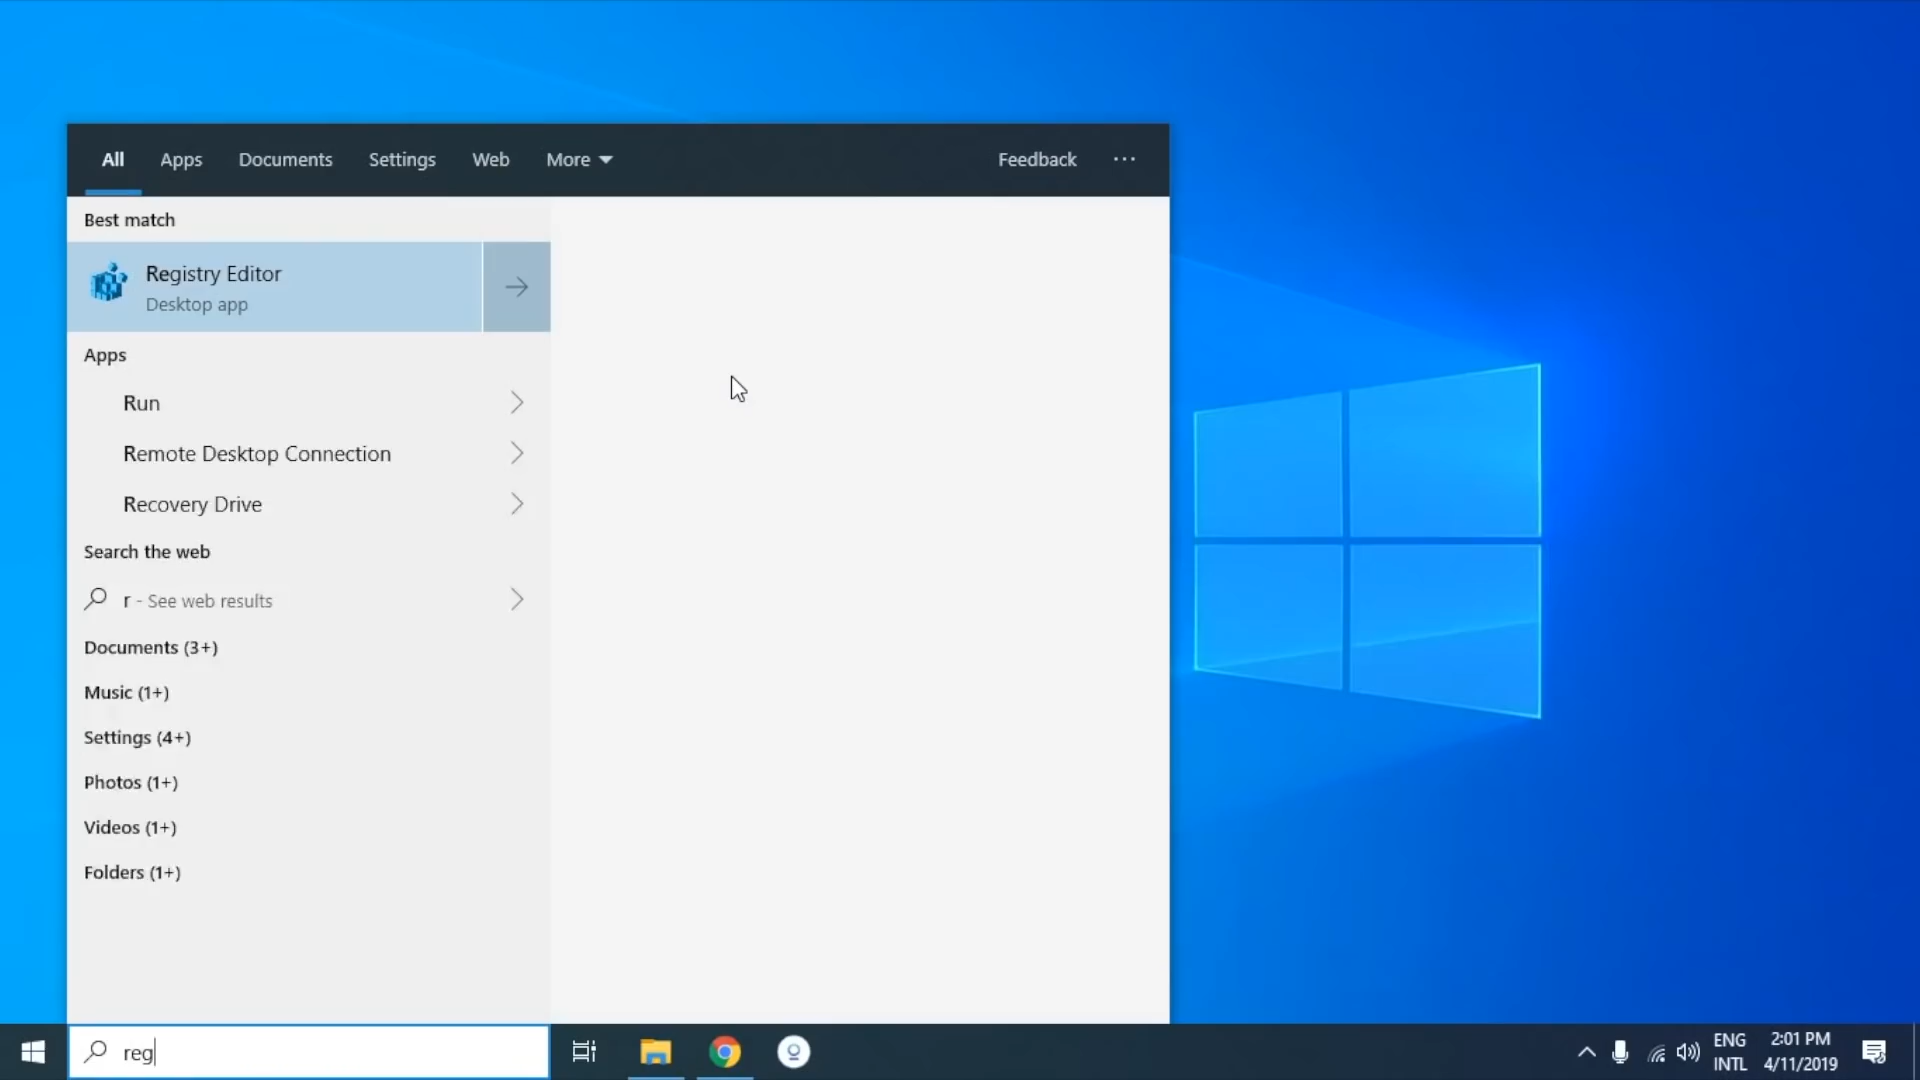 All Apps Documents Settings Web More Feedback
Best match
Registry Editor
Desktop app
Apps
Run
Remote Desktop Connection
Recovery Drive
Search the web
r - See web results
Documents (3+)
Music (1+)
Settings (4+)
Photos (1+)
Videos (1+)
Folders (1+)
reg
ENG 2:01 PM
INTL 4/11/2019